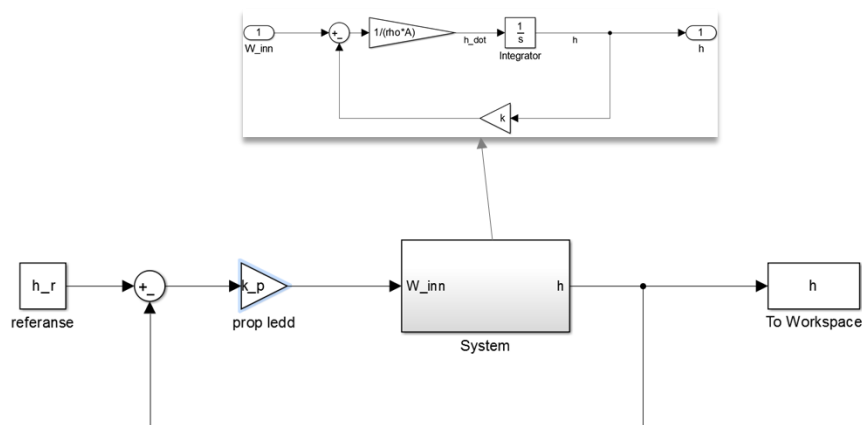 1
W_inn
+_
1/(rho*A)
h_dot
1
s
Integrator
h
1
h
k
h_r
referanse
+_
k_p
prop ledd
W_inn
h
System
h
To Workspace